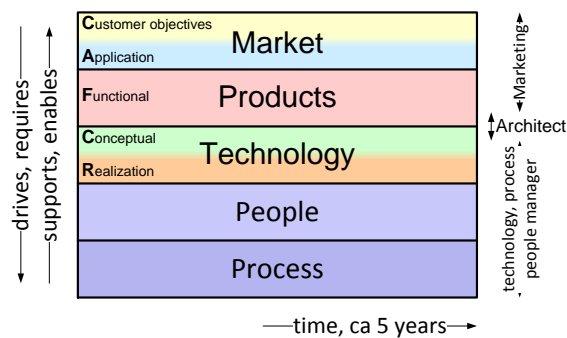 Customer objectives
Market
Application
Functional
Products
Conceptual
Technology
Realization
People
Process
drives, requires
supports, enables
Marketing
Architect
technology, process
people manager
time, ca 5 years